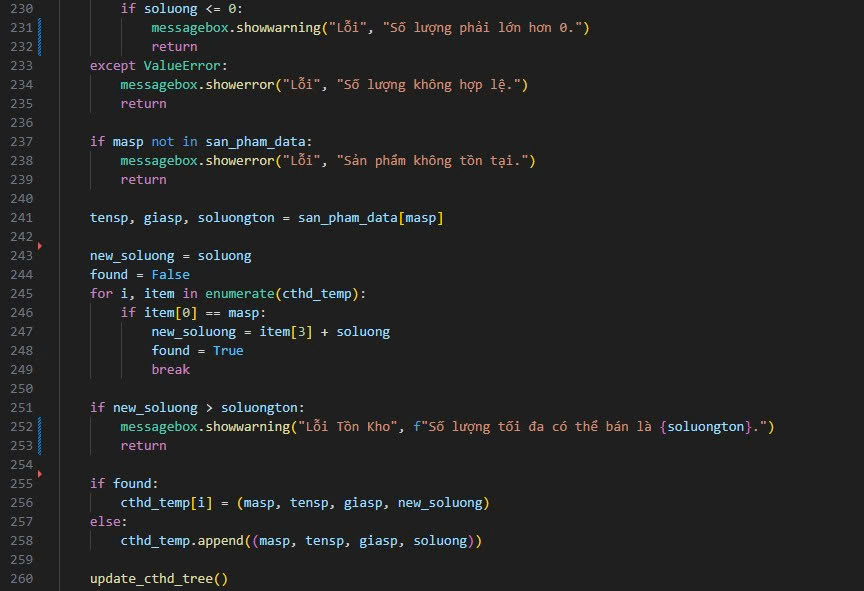 230 if soluong <= 0:
231 messagebox.showwarning("Lỗi", "Số lượng phải lớn hơn 0.")
232 return
233 except ValueError:
234 messagebox.showerror("Lỗi", "Số lượng không hợp lệ.")
235 return
236
237 if masp not in san_pham_data:
238 messagebox.showerror("Lỗi", "Sản phẩm không tồn tại.")
239 return
240
241 tensp, giasp, soluongton = san_pham_data[masp]
242
243 new_soluong = soluong
244 found = False
245 for i, item in enumerate(cthd_temp):
246 if item[0] == masp:
247 new_soluong = item[3] + soluong
248 found = True
249 break
250
251 if new_soluong > soluongton:
252 messagebox.showwarning("Lỗi Tồn Kho", f"Số lượng tối đa có thể bán là {soluongton}.")
253 return
254
255 if found:
256 cthd_temp[i] = (masp, tensp, giasp, new_soluong)
257 else:
258 cthd_temp.append((masp, tensp, giasp, soluong))
259
260 update_cthd_tree()